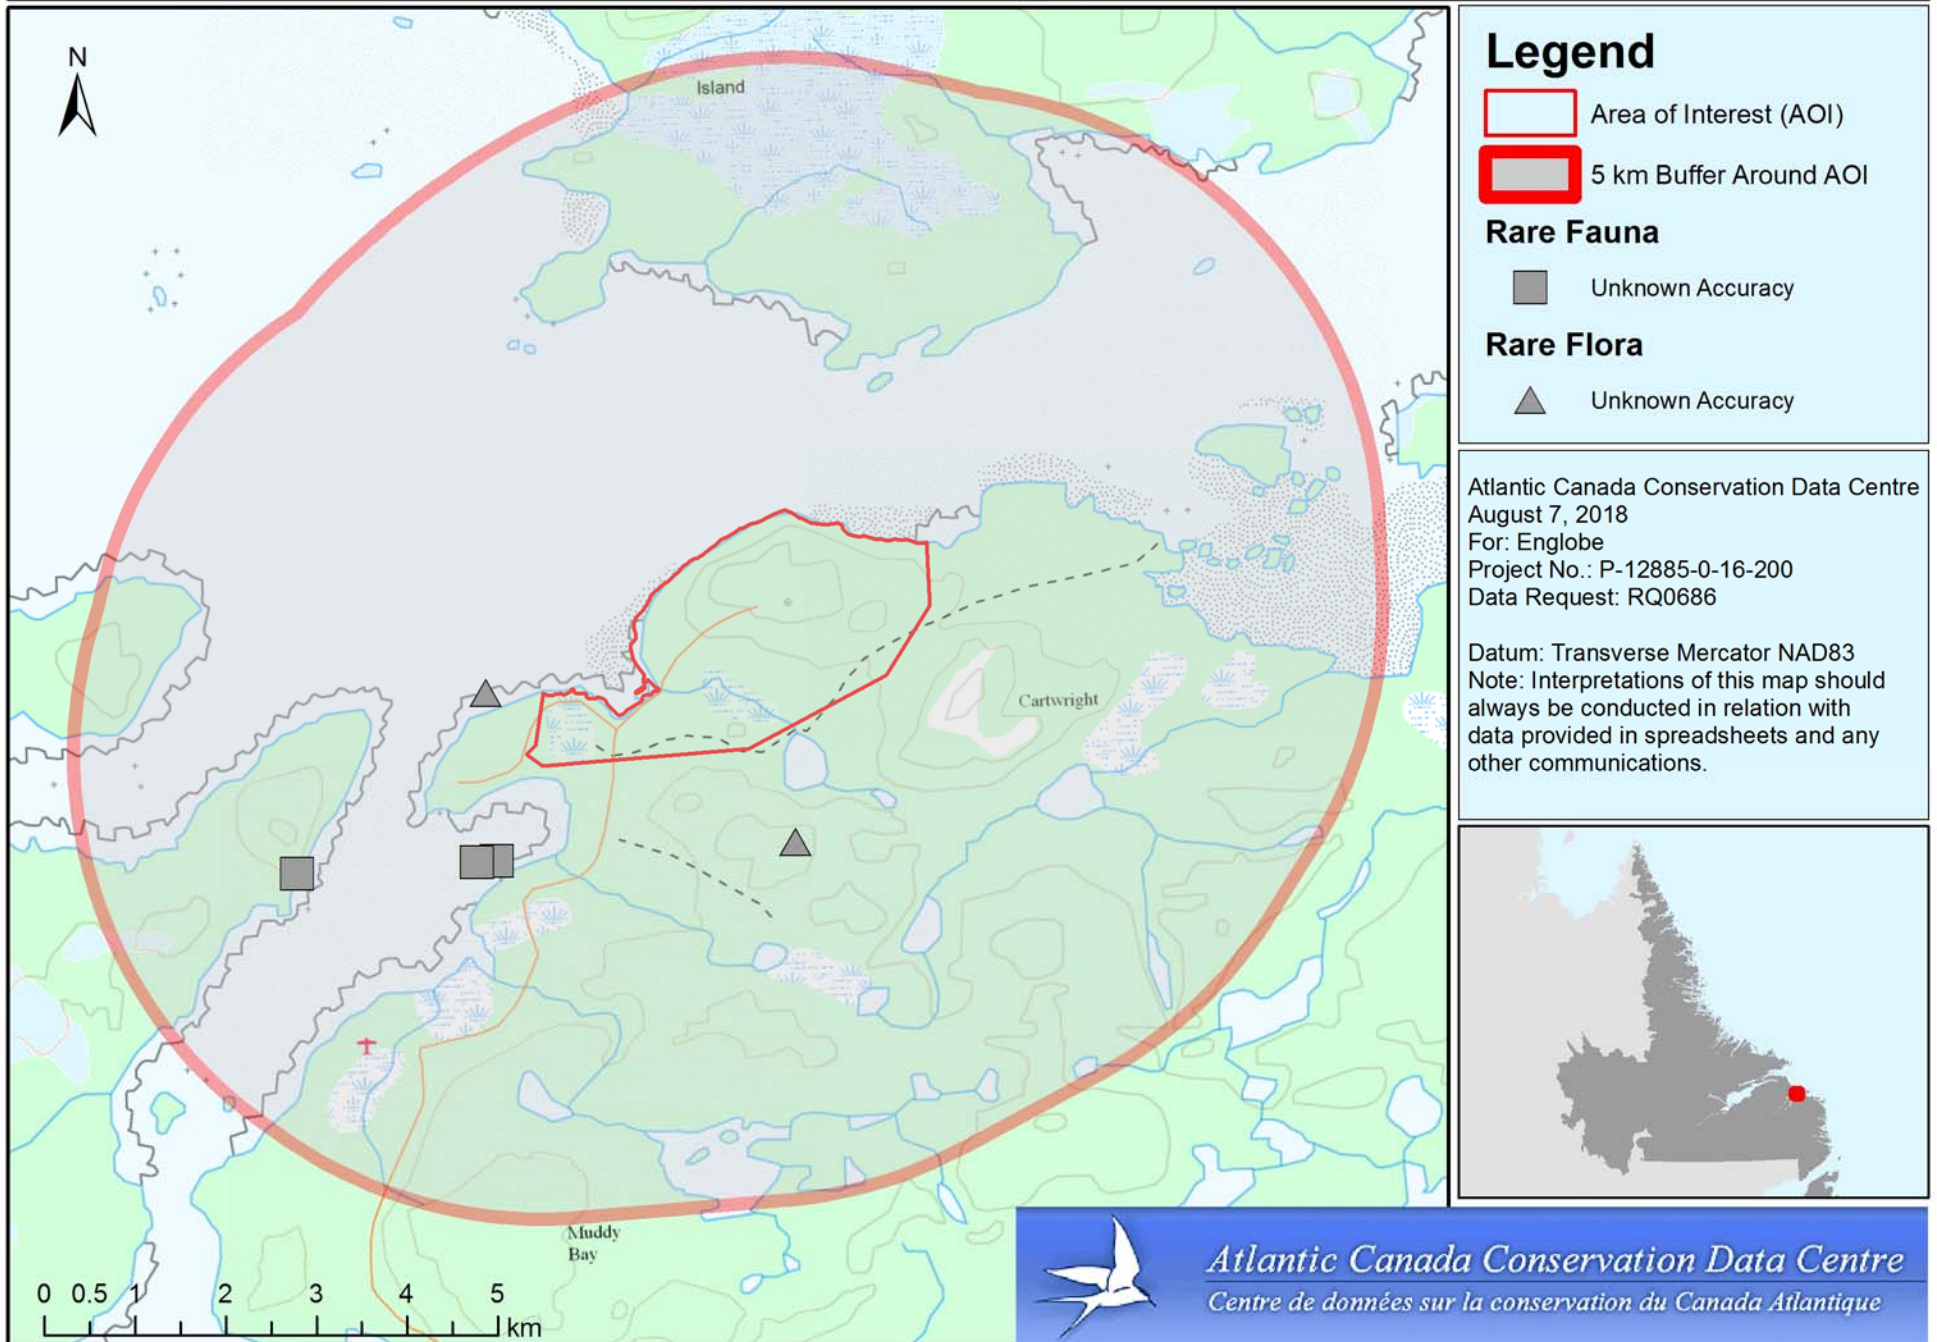 N
Island
Cartwright
Muddy
Bay
0 0.5 1 2 3 4 5
km
Legend
Area of Interest (AOI)
5 km Buffer Around AOI
Rare Fauna
Unknown Accuracy
Rare Flora
Unknown Accuracy
Atlantic Canada Conservation Data Centre
August 7, 2018
For: Englobe
Project No.: P-12885-0-16-200
Data Request: RQ0686
Datum: Transverse Mercator NAD83
Note: Interpretations of this map should
always be conducted in relation with
data provided in spreadsheets and any
other communications.
Atlantic Canada Conservation Data Centre
Centre de données sur la conservation du Canada Atlantique